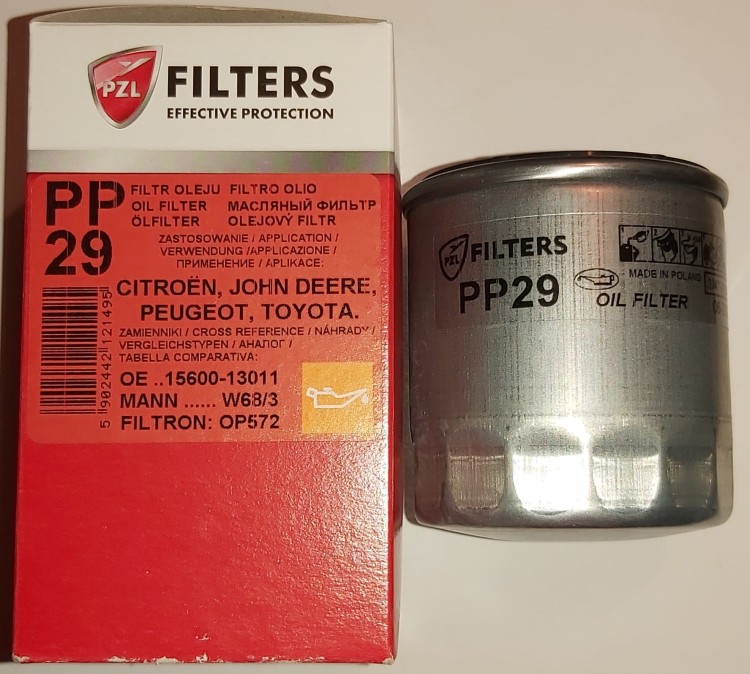 PZL
FILTERS
EFFECTIVE PROTECTION
PP
29
FILTR OLEJU FILTRO OLIO
OIL FILTER МАСЛЯНЫЙ ФИЛЬТР
ÖLFILTER OLEJOVÝ FILTR
ZASTOSOWANIE / APPLICATION /
VERWENDUNG /APPLICAZIONE /
ПРИМЕНЕНИЕ / APLIKACE:
CITROËN, JOHN DEERE,
PEUGEOT, TOYOTA.
ZAMIENNIKI / CROSS REFERENCE / NÁHRADY /
VERGLEICHSTYPEN / АНАЛОГ /
TABELLA COMPARATIVA:
OE ..15600-13011
MANN ...... W68/3
FILTRON: OP572
5 902442 121495
PZL FILTERS
PP29
MADE IN POLAND
OIL FILTER